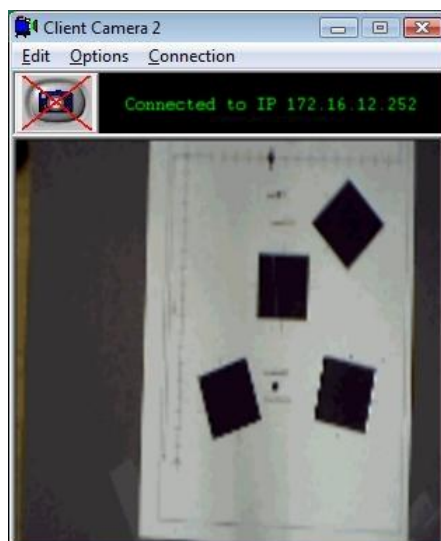 Client Camera 2
Edit Options Connection
Connected to IP 172.16.12.252